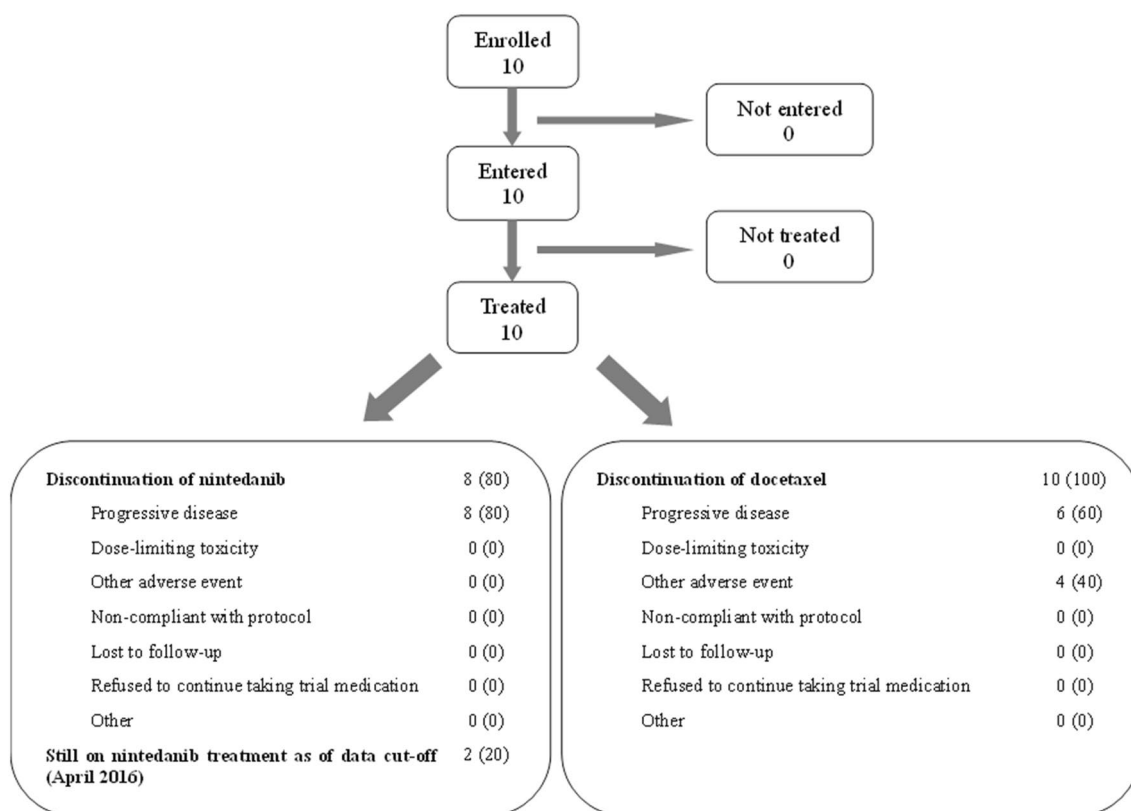 Enrolled
10
Not entered
0
Entered
10
Not treated
0
Treated
10
Discontinuation of nintedanib 8 (80)
Progressive disease 8 (80)
Dose-limiting toxicity 0 (0)
Other adverse event 0 (0)
Non-compliant with protocol 0 (0)
Lost to follow-up 0 (0)
Refused to continue taking trial medication 0 (0)
Other 0 (0)
Still on nintedanib treatment as of data cut-off 2 (20)
(April 2016)
Discontinuation of docetaxel 10 (100)
Progressive disease 6 (60)
Dose-limiting toxicity 0 (0)
Other adverse event 4 (40)
Non-compliant with protocol 0 (0)
Lost to follow-up 0 (0)
Refused to continue taking trial medication 0 (0)
Other 0 (0)